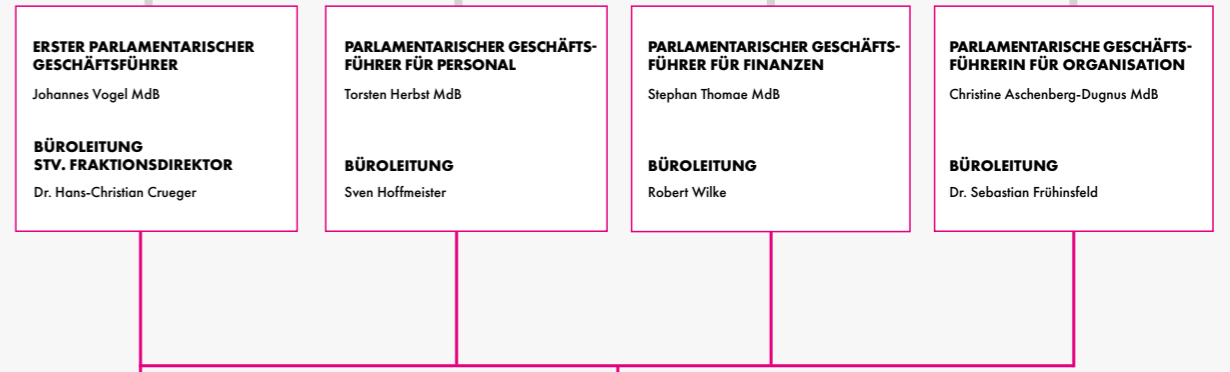 ERSTER PARLAMENTARISCHER
GESCHÄFTSFÜHRER
Johannes Vogel MdB
BÜROLEITUNG
STV. FRAKTIONSDIREKTOR
Dr. Hans-Christian Crueger
PARLAMENTARISCHER GESCHÄFTS-
FÜHRER FÜR PERSONAL
Torsten Herbst MdB
BÜROLEITUNG
Sven Hoffmeister
PARLAMENTARISCHER GESCHÄFTS-
FÜHRER FÜR FINANZEN
Stephan Thomae MdB
BÜROLEITUNG
Robert Wilke
PARLAMENTARISCHE GESCHÄFTS-
FÜHRERIN FÜR ORGANISATION
Christine Aschenberg-Dugnus MdB
BÜROLEITUNG
Dr. Sebastian Frühinsfeld